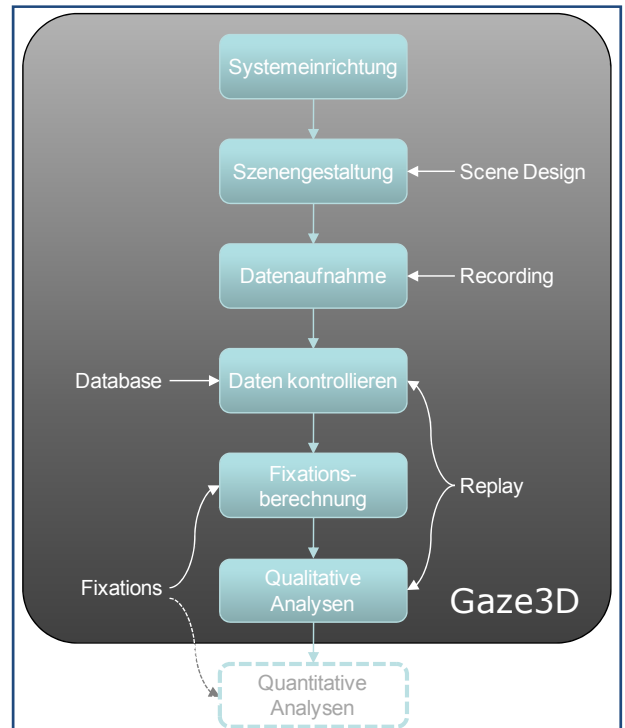 Systemeinrichtung
Szenengestaltung
Scene Design
Datenaufnahme
Recording
Database
Daten kontrollieren
Fixations-
berechnung
Replay
Fixations
Qualitative
Analysen
Gaze3D
Quantitative
Analysen